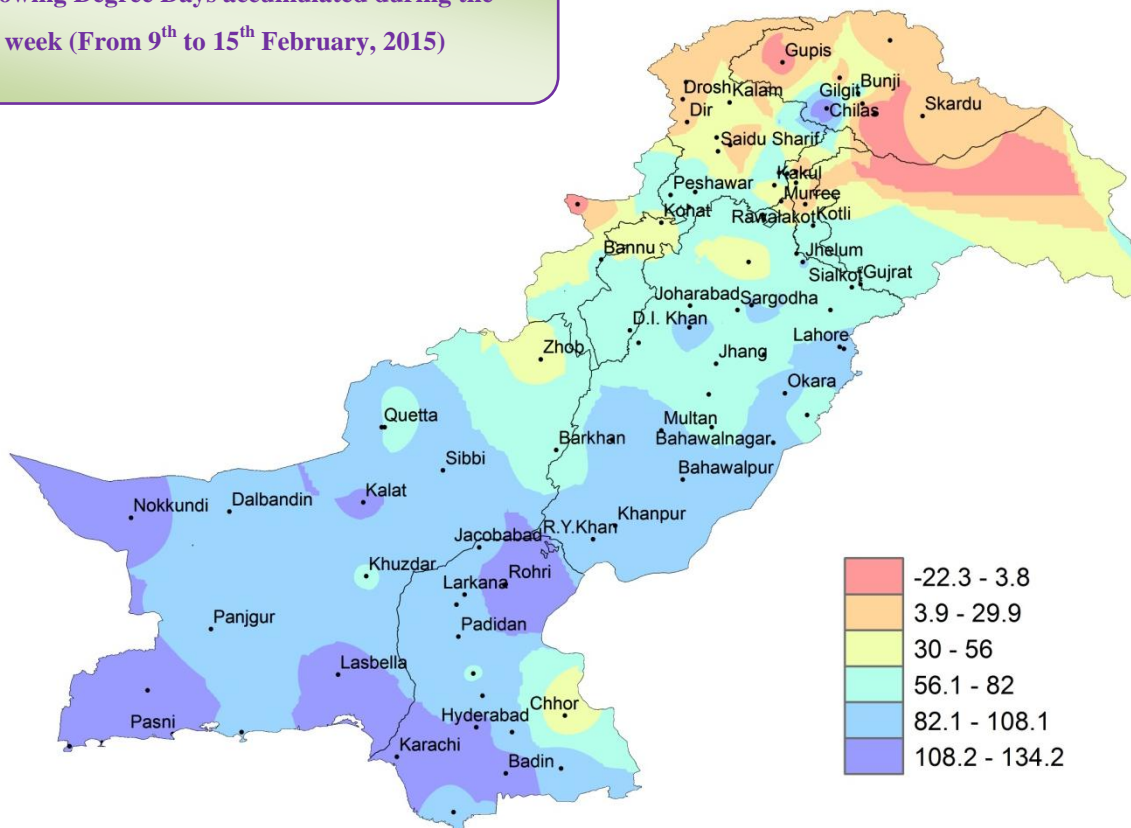 owing Degree Days accumulated during the
week (From 9th to 15th February, 2015)
Gupis
Bunji
Gilgit
Drosh
Kalam
Chilas
Skardu
Dir
Saidu Sharif
Kakul
Peshawar
Murree
Kohat
Rawalakot
Kotli
Bannu
Jhelum
Sialkot
Gujrat
Joharabad
Sargodha
D.I. Khan
Lahore
Zhob
Jhang
Okara
Quetta
Multan
Barkhan
Bahawalnagar
Sibbi
Bahawalpur
Kalat
Nokkundi
Dalbandin
Khanpur
R.Y.Khan
Jacobabad
Khuzdar
Rohri
Larkana
Panjgur
Padidan
Lasbella
Chhor
Pasni
Hyderabad
Karachi
Badin
-22.3 - 3.8
3.9 - 29.9
30 - 56
56.1 - 82
82.1 - 108.1
108.2 - 134.2